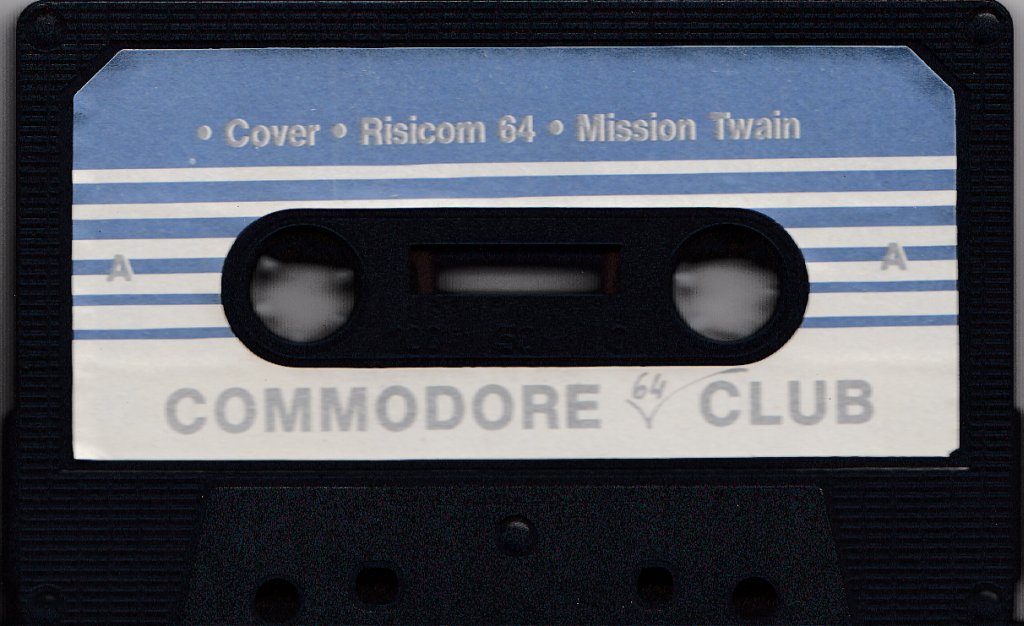 • Cover • Risicom 64 • Mission Twain
A A
COMMODORE 64 CLUB